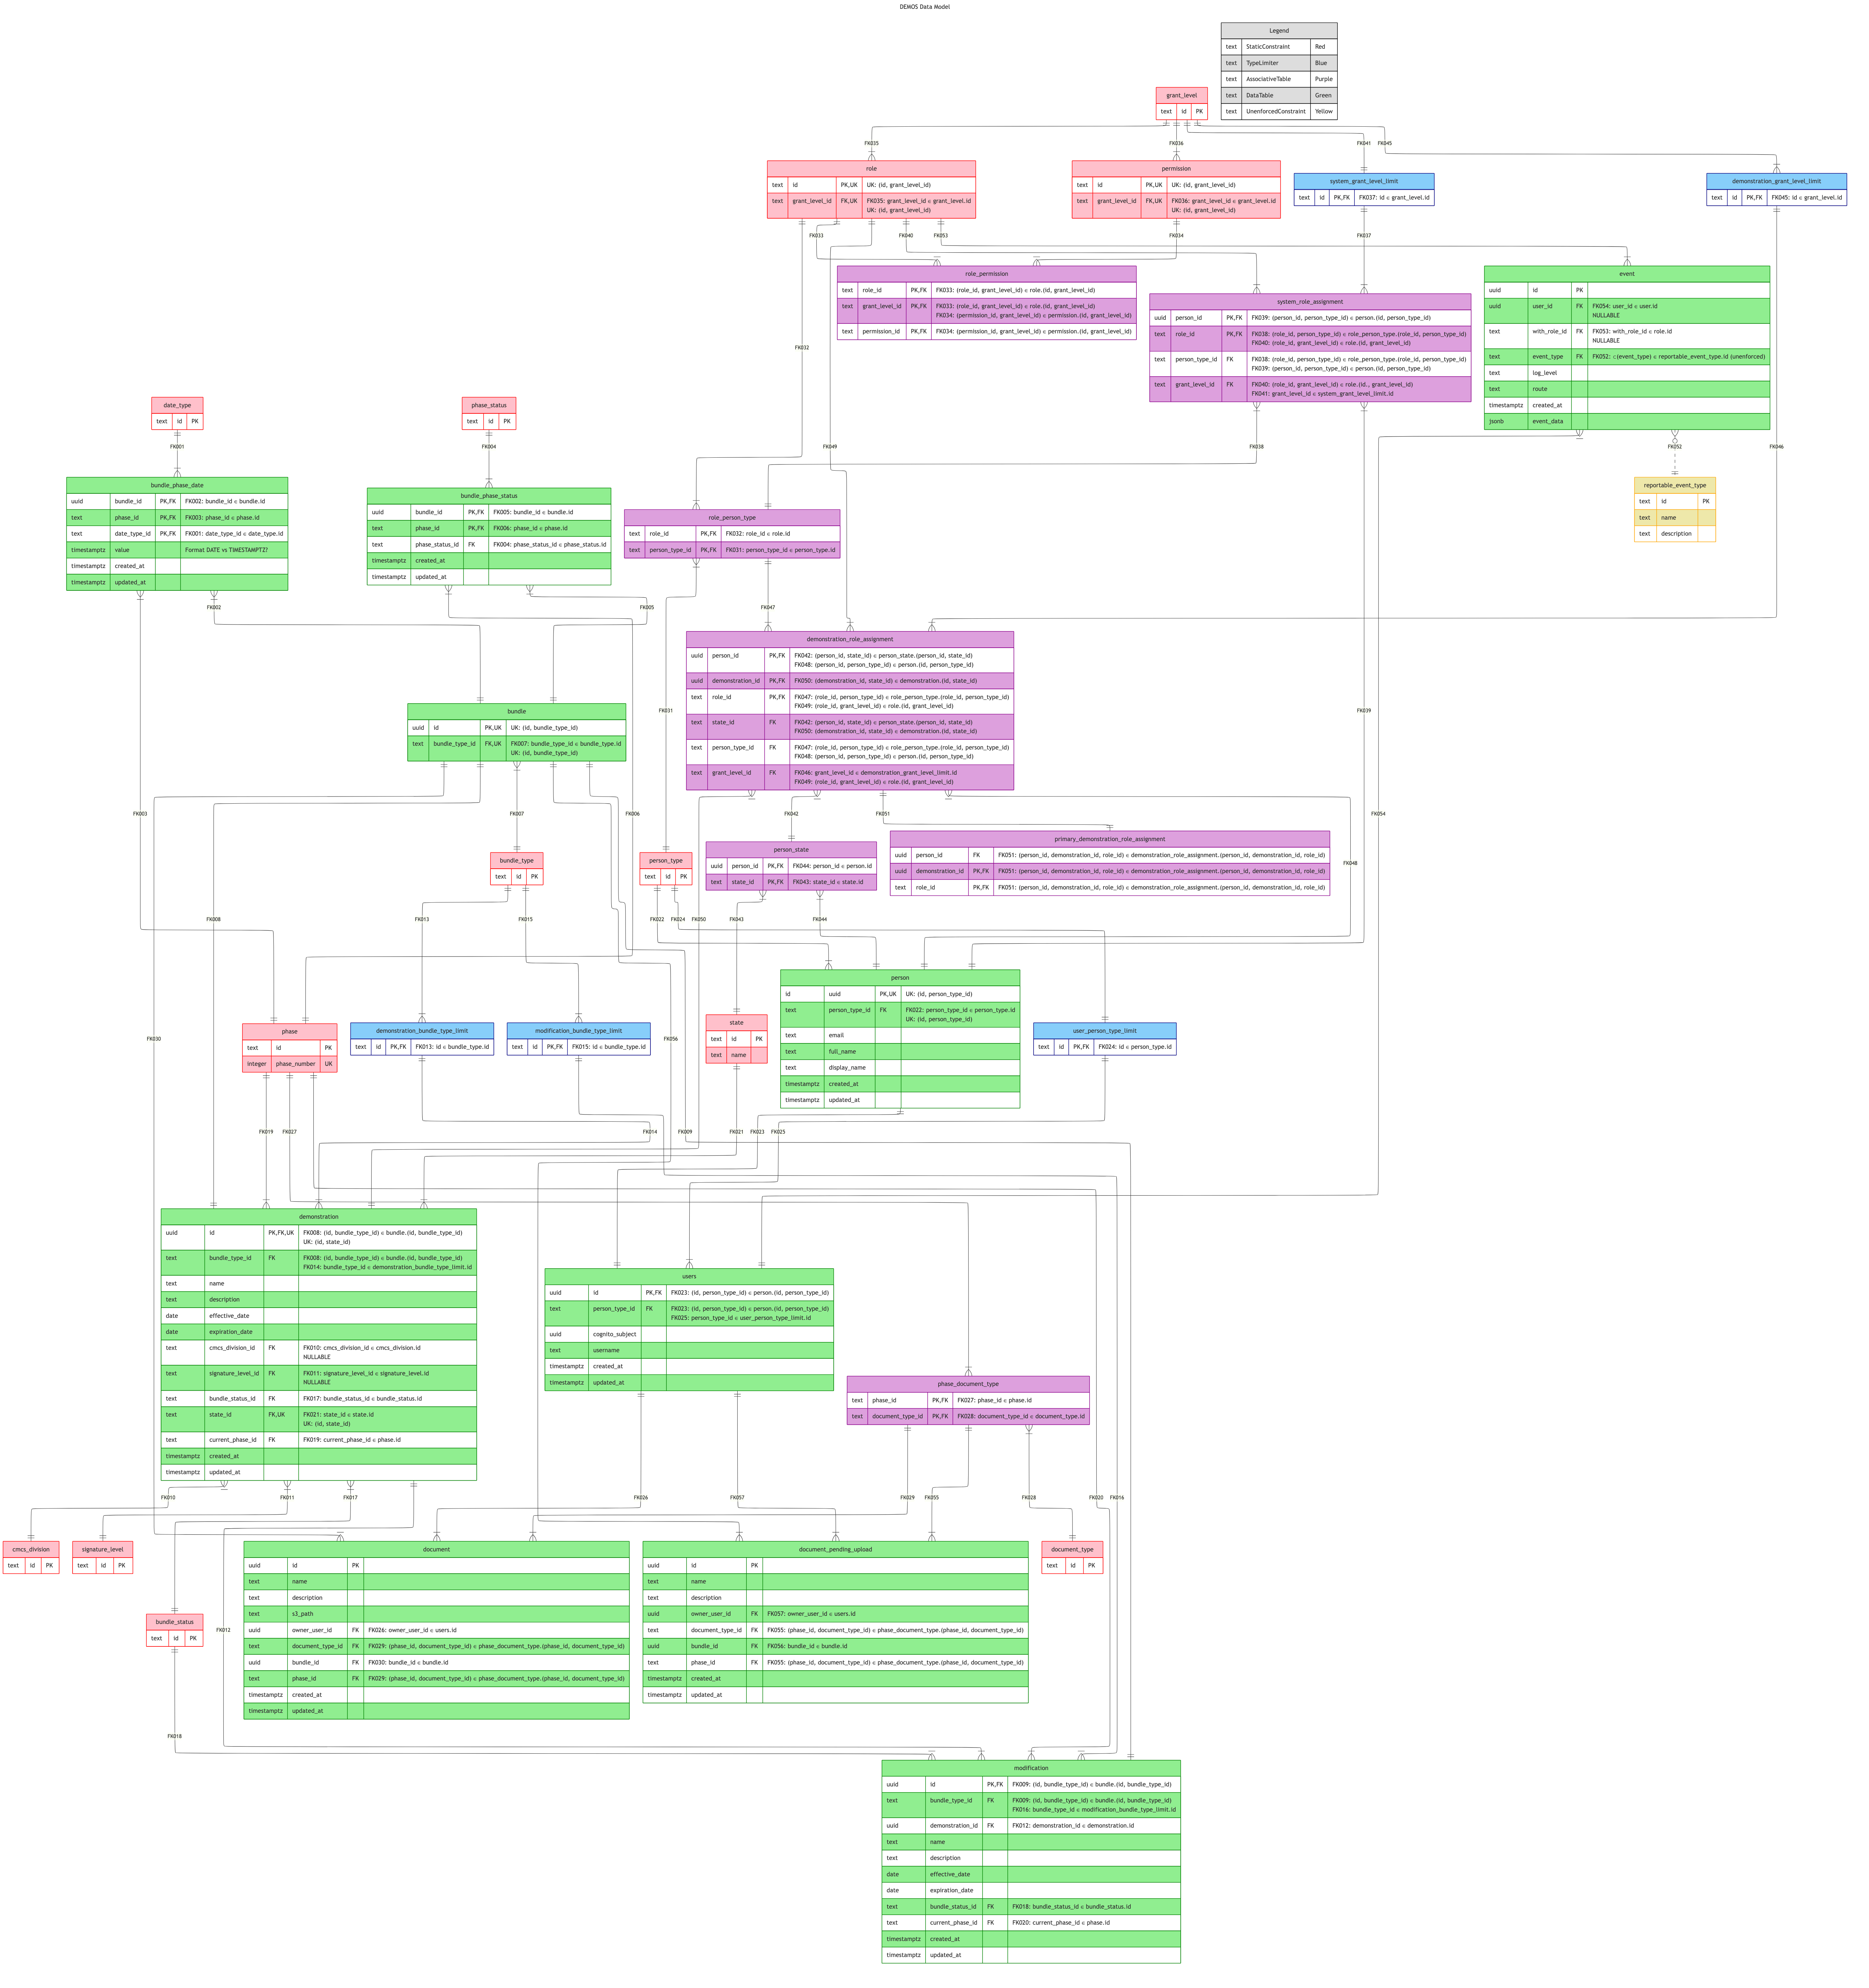 DEMOS Data Model
Legend
text StaticConstraint Red
text TypeLimiter Blue
text AssociativeTable Purple
text DataTable Green
text UnenforcedConstraint Yellow
grant_level
text id PK
FK035
FK036
FK041
FK045
role
text id PK,UK UK: (id, grant_level_id)
text grant_level_id FK,UK FK035: grant_level_id ∈ grant_level.id
UK: (id, grant_level_id)
permission
text id PK,UK UK: (id, grant_level_id)
text grant_level_id FK,UK FK036: grant_level_id ∈ grant_level.id
UK: (id, grant_level_id)
system_grant_level_limit
text id PK,FK FK037: id ∈ grant_level.id
demonstration_grant_level_limit
text id PK,FK FK045: id ∈ grant_level.id
FK033
FK040
FK053
FK034
FK037
role_permission
text role_id PK,FK FK033: (role_id, grant_level_id) ∈ role.(id, grant_level_id)
text grant_level_id PK,FK FK033: (role_id, grant_level_id) ∈ role.(id, grant_level_id)
FK034: (permission_id, grant_level_id) ∈ permission.(id, grant_level_id)
text permission_id PK,FK FK034: (permission_id, grant_level_id) ∈ permission.(id, grant_level_id)
system_role_assignment
uuid person_id PK,FK FK039: (person_id, person_type_id) ∈ person.(id, person_type_id)
text role_id PK,FK FK038: (role_id, person_type_id) ∈ role_person_type.(role_id, person_type_id)
FK040: (role_id, grant_level_id) ∈ role.(id, grant_level_id)
text person_type_id FK FK038: (role_id, person_type_id) ∈ role_person_type.(role_id, person_type_id)
FK039: (person_id, person_type_id) ∈ person.(id, person_type_id)
text grant_level_id FK FK040: (role_id, grant_level_id) ∈ role.(id., grant_level_id)
FK041: grant_level_id ∈ system_grant_level_limit.id
event
uuid id PK
uuid user_id FK FK054: user_id ∈ user.id
NULLABLE
text with_role_id FK FK053: with_role_id ∈ role.id
NULLABLE
text event_type FK FK052: ⊂(event_type) ∈ reportable_event_type.id (unenforced)
text log_level
text route
timestamptz created_at
jsonb event_data
FK032
date_type
text id PK
phase_status
text id PK
FK001
FK004
FK049
FK038
FK052
FK046
bundle_phase_date
uuid bundle_id PK,FK FK002: bundle_id ∈ bundle.id
text phase_id PK,FK FK003: phase_id ∈ phase.id
text date_type_id PK,FK FK001: date_type_id ∈ date_type.id
timestamptz value Format DATE vs TIMESTAMPTZ?
timestamptz created_at
timestamptz updated_at
bundle_phase_status
uuid bundle_id PK,FK FK005: bundle_id ∈ bundle.id
text phase_id PK,FK FK006: phase_id ∈ phase.id
text phase_status_id FK FK004: phase_status_id ∈ phase_status.id
timestamptz created_at
timestamptz updated_at
role_person_type
text role_id PK,FK FK032: role_id ∈ role.id
text person_type_id PK,FK FK031: person_type_id ∈ person_type.id
reportable_event_type
text id PK
text name
text description
FK002
FK005
FK047
demonstration_role_assignment
uuid person_id PK,FK FK042: (person_id, state_id) ∈ person_state.(person_id, state_id)
FK048: (person_id, person_type_id) ∈ person.(id, person_type_id)
uuid demonstration_id PK,FK FK050: (demonstration_id, state_id) ∈ demonstration.(id, state_id)
text role_id PK,FK FK047: (role_id, person_type_id) ∈ role_person_type.(role_id, person_type_id)
FK049: (role_id, grant_level_id) ∈ role.(id, grant_level_id)
text state_id FK FK042: (person_id, state_id) ∈ person_state.(person_id, state_id)
FK050: (demonstration_id, state_id) ∈ demonstration.(id, state_id)
text person_type_id FK FK047: (role_id, person_type_id) ∈ role_person_type.(role_id, person_type_id)
FK048: (person_id, person_type_id) ∈ person.(id, person_type_id)
text grant_level_id FK FK046: grant_level_id ∈ demonstration_grant_level_limit.id
FK049: (role_id, grant_level_id) ∈ role.(id, grant_level_id)
FK031
FK039
bundle
uuid id PK,UK UK: (id, bundle_type_id)
text bundle_type_id FK,UK FK007: bundle_type_id ∈ bundle_type.id
UK: (id, bundle_type_id)
FK003
FK007
FK006
FK042
FK051
FK054
bundle_type
text id PK
person_type
text id PK
person_state
uuid person_id PK,FK FK044: person_id ∈ person.id
text state_id PK,FK FK043: state_id ∈ state.id
primary_demonstration_role_assignment
uuid person_id FK FK051: (person_id, demonstration_id, role_id) ∈ demonstration_role_assignment.(person_id, demonstration_id, role_id)
uuid demonstration_id PK,FK FK051: (person_id, demonstration_id, role_id) ∈ demonstration_role_assignment.(person_id, demonstration_id, role_id)
text role_id PK,FK FK051: (person_id, demonstration_id, role_id) ∈ demonstration_role_assignment.(person_id, demonstration_id, role_id)
FK048
FK008
FK013
FK015
FK022
FK024
FK050
FK043
FK044
person
id uuid PK,UK UK: (id, person_type_id)
text person_type_id FK FK022: person_type_id ∈ person_type.id
UK: (id, person_type_id)
text email
text full_name
text display_name
timestamptz created_at
timestamptz updated_at
phase
text id PK
integer phase_number UK
demonstration_bundle_type_limit
text id PK,FK FK013: id ∈ bundle_type.id
modification_bundle_type_limit
text id PK,FK FK015: id ∈ bundle_type.id
state
text id PK
text name
user_person_type_limit
text id PK,FK FK024: id ∈ person_type.id
FK030
FK056
FK019
FK027
FK014
FK009
FK021
FK023
FK025
demonstration
uuid id PK,FK,UK FK008: (id, bundle_type_id) ∈ bundle.(id, bundle_type_id)
UK: (id, state_id)
text bundle_type_id FK FK008: (id, bundle_type_id) ∈ bundle.(id, bundle_type_id)
FK014: bundle_type_id ∈ demonstration_bundle_type_limit.id
text name
text description
date effective_date
date expiration_date
text cmcs_division_id FK FK010: cmcs_division_id ∈ cmcs_division.id
NULLABLE
text signature_level_id FK FK011: signature_level_id ∈ signature_level.id
NULLABLE
text bundle_status_id FK FK017: bundle_status_id ∈ bundle_status.id
text state_id FK,UK FK021: state_id ∈ state.id
UK: (id, state_id)
text current_phase_id FK FK019: current_phase_id ∈ phase.id
timestamptz created_at
timestamptz updated_at
users
uuid id PK,FK FK023: (id, person_type_id) ∈ person.(id, person_type_id)
text person_type_id FK FK023: (id, person_type_id) ∈ person.(id, person_type_id)
FK025: person_type_id ∈ user_person_type_limit.id
uuid cognito_subject
text username
timestamptz created_at
timestamptz updated_at
phase_document_type
text phase_id PK,FK FK027: phase_id ∈ phase.id
text document_type_id PK,FK FK028: document_type_id ∈ document_type.id
FK010
FK011
FK017
FK026
FK057
FK029
FK055
FK028
FK020
FK016
cmcs_division
text id PK
signature_level
text id PK
document
uuid id PK
text name
text description
text s3_path
uuid owner_user_id FK FK026: owner_user_id ∈ users.id
text document_type_id FK FK029: (phase_id, document_type_id) ∈ phase_document_type.(phase_id, document_type_id)
uuid bundle_id FK FK030: bundle_id ∈ bundle.id
text phase_id FK FK029: (phase_id, document_type_id) ∈ phase_document_type.(phase_id, document_type_id)
timestamptz created_at
timestamptz updated_at
document_pending_upload
uuid id PK
text name
text description
uuid owner_user_id FK FK057: owner_user_id ∈ users.id
text document_type_id FK FK055: (phase_id, document_type_id) ∈ phase_document_type.(phase_id, document_type_id)
uuid bundle_id FK FK056: bundle_id ∈ bundle.id
text phase_id FK FK055: (phase_id, document_type_id) ∈ phase_document_type.(phase_id, document_type_id)
timestamptz created_at
timestamptz updated_at
document_type
text id PK
bundle_status
text id PK
FK012
FK018
modification
uuid id PK,FK FK009: (id, bundle_type_id) ∈ bundle.(id, bundle_type_id)
text bundle_type_id FK FK009: (id, bundle_type_id) ∈ bundle.(id, bundle_type_id)
FK016: bundle_type_id ∈ modification_bundle_type_limit.id
uuid demonstration_id FK FK012: demonstration_id ∈ demonstration.id
text name
text description
date effective_date
date expiration_date
text bundle_status_id FK FK018: bundle_status_id ∈ bundle_status.id
text current_phase_id FK FK020: current_phase_id ∈ phase.id
timestamptz created_at
timestamptz updated_at